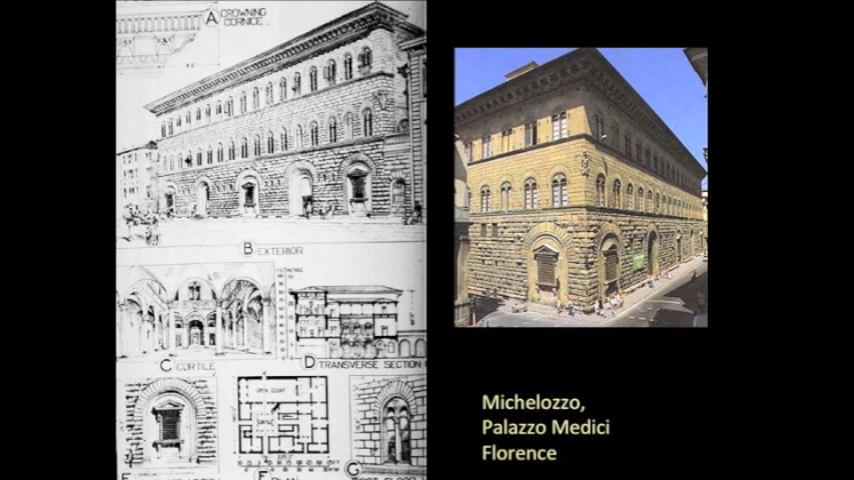 A CROWNING
CORNICE.
B EXTERIOR
C CORTILE
D TRANSVERSE SECTION
OPEN COURT
F PLAN
G
Michelozzo,
Palazzo Medici
Florence